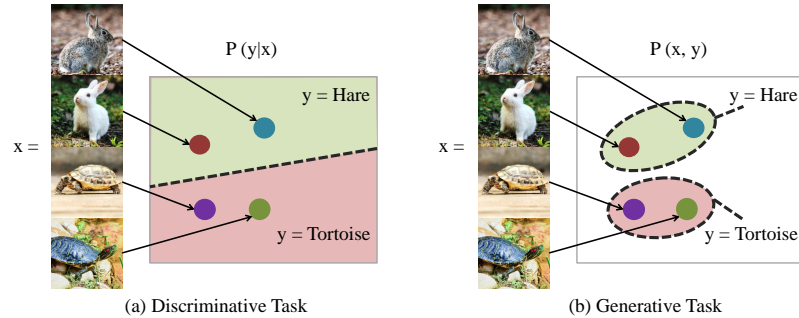 P (y|x)
y = Hare
x =
y = Tortoise
(a) Discriminative Task
P (x, y)
y = Hare
x =
y = Tortoise
(b) Generative Task